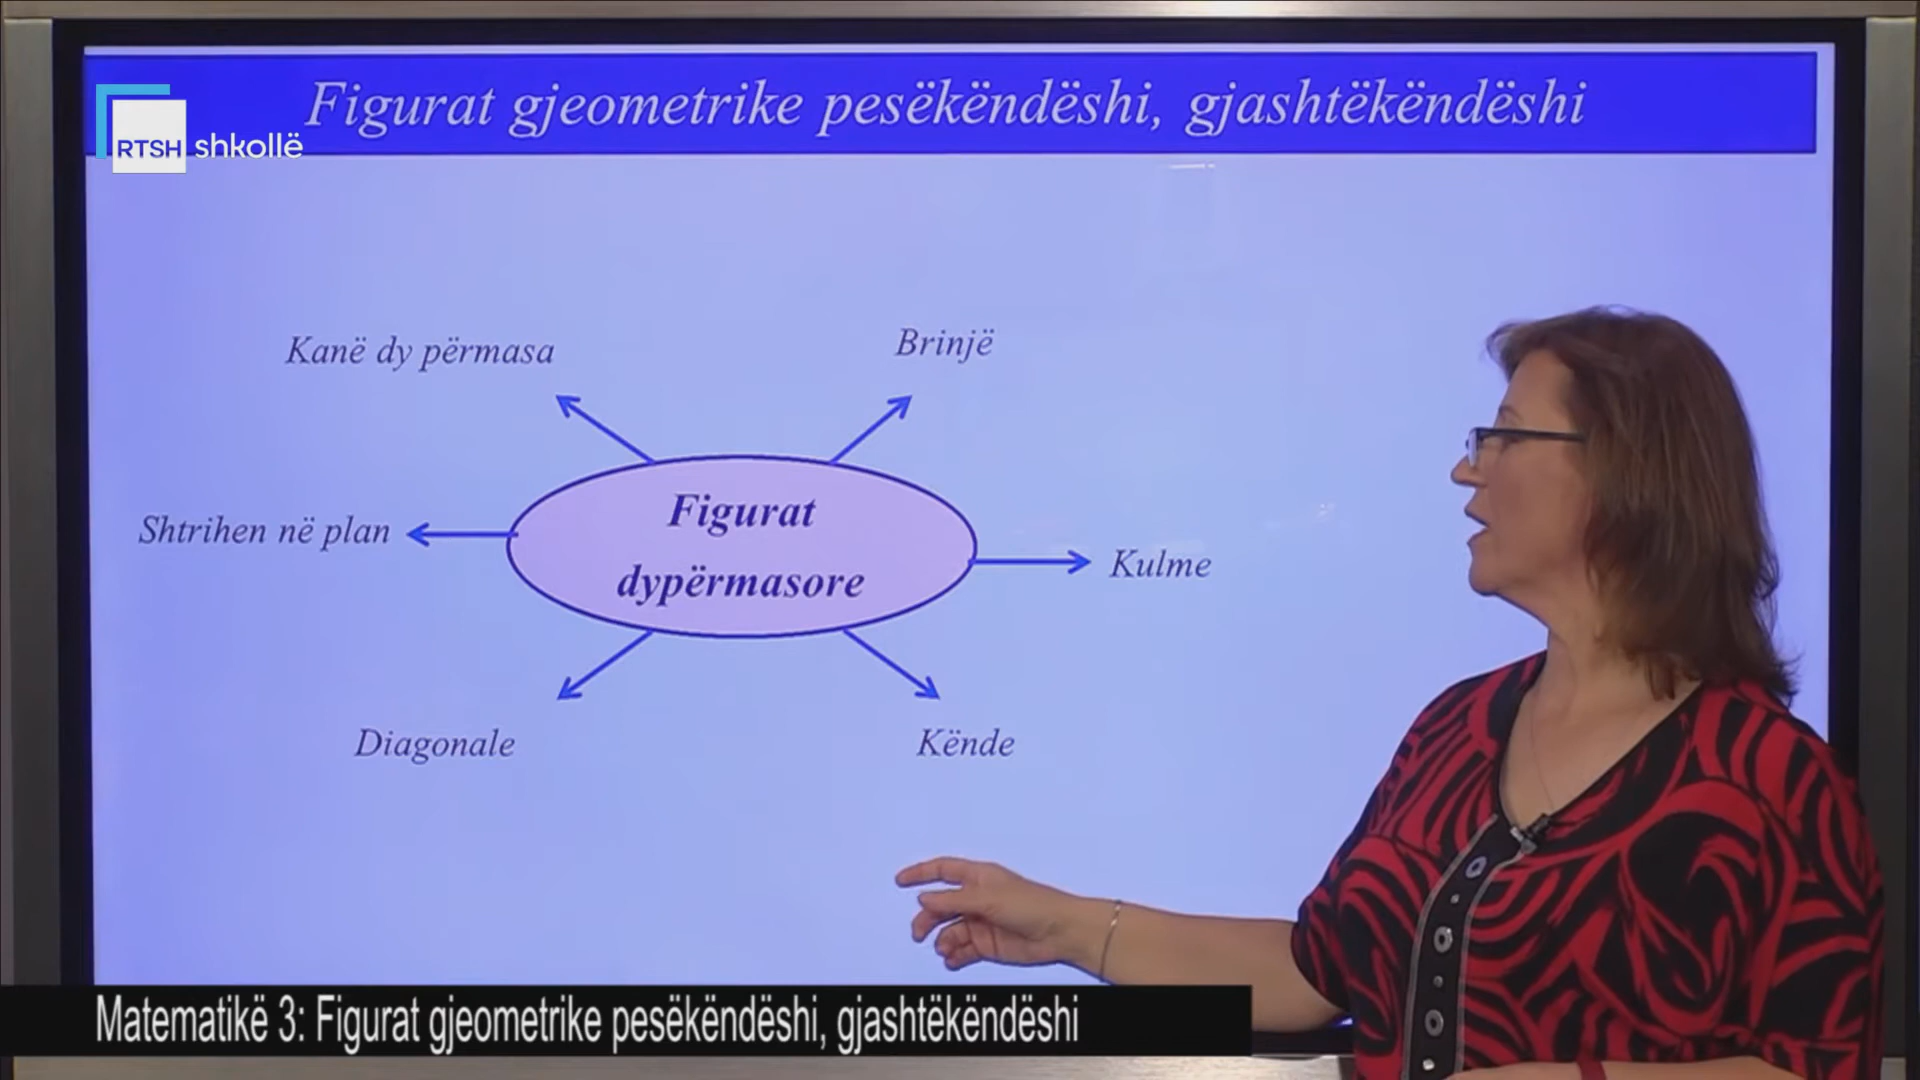 Figurat gjeometrike pesëkëndëshi, gjashtëkëndëshi
RTSH shkollë
Kanë dy përmasa
Brinjë
Shtrihen në plan
Figurat
dypërmasore
Kulme
Diagonale
Kënde
Matematikë 3: Figurat gjeometrike pesëkëndëshi, gjashtëkëndëshi